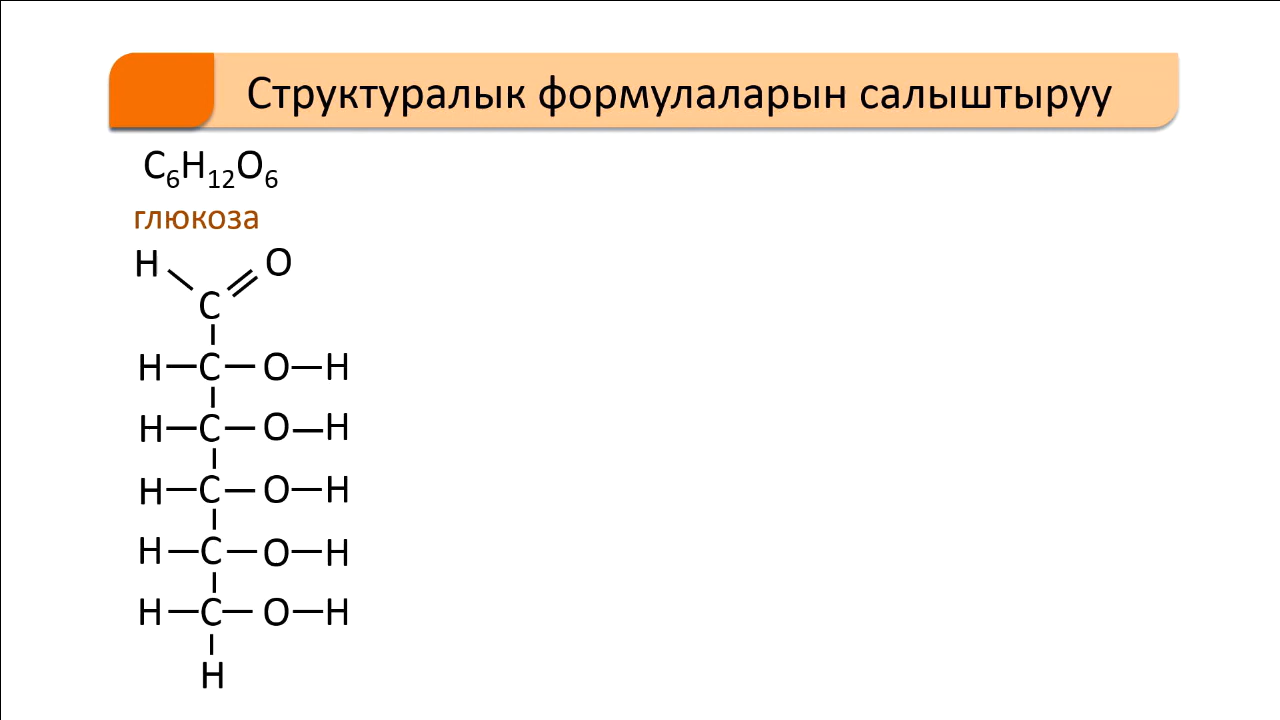 Структуралык формулаларын салыштыруу
C₆H₁₂O₆
глюкоза
H O
C
H—C—O—H
H—C—O—H
H—C—O—H
H—C—O—H
H—C—O—H
H